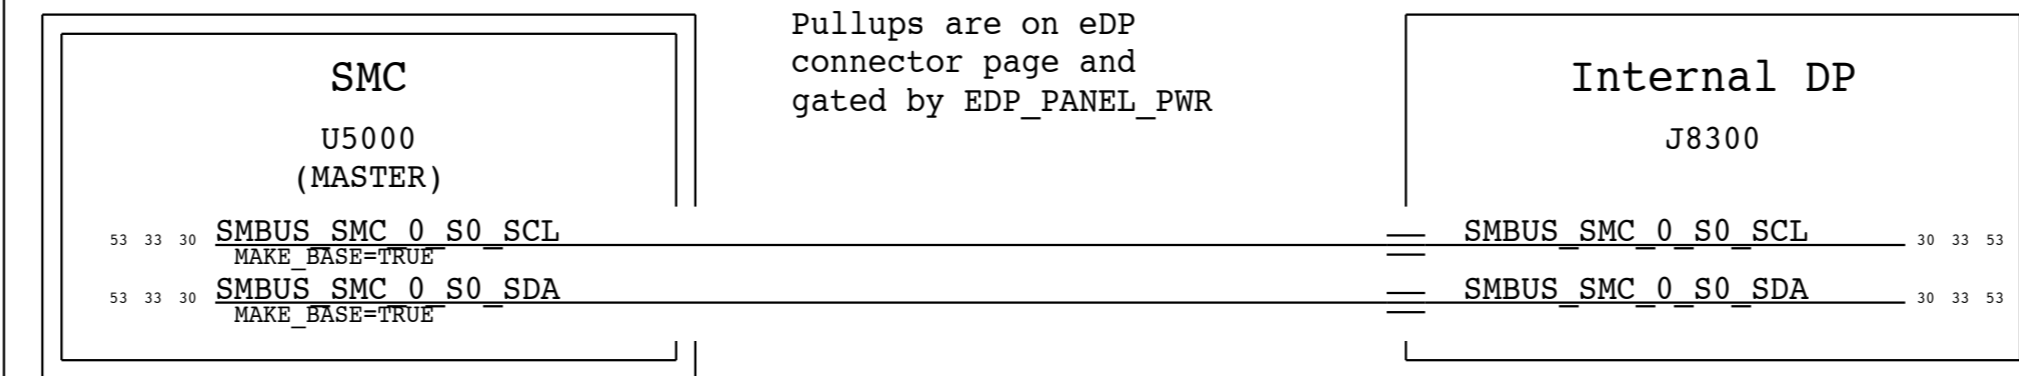 SMC
U5000
(MASTER)
53 33 30 SMBUS_SMC_0_S0_SCL
MAKE_BASE=TRUE
53 33 30 SMBUS_SMC_0_S0_SDA
MAKE_BASE=TRUE
Pullups are on eDP
connector page and
gated by EDP_PANEL_PWR
Internal DP
J8300
SMBUS_SMC_0_S0_SCL 30 33 53
SMBUS_SMC_0_S0_SDA 30 33 53